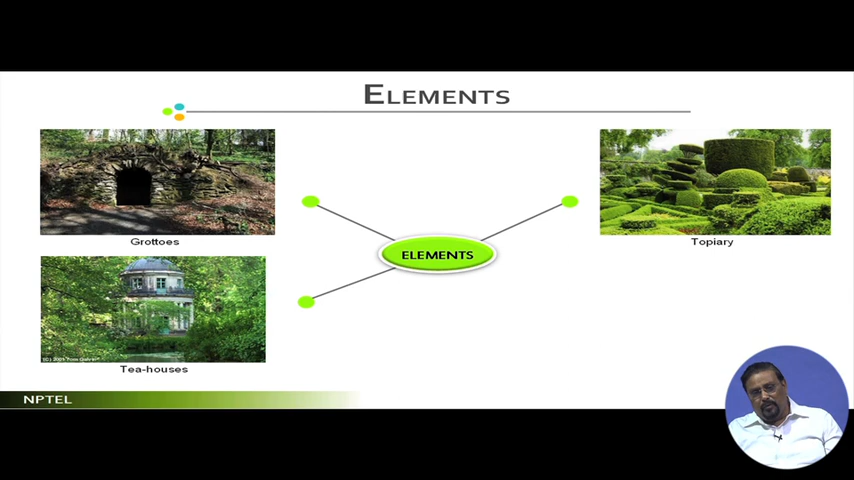 ELEMENTS
Grottoes
Topiary
ELEMENTS
Tea-houses
NPTEL